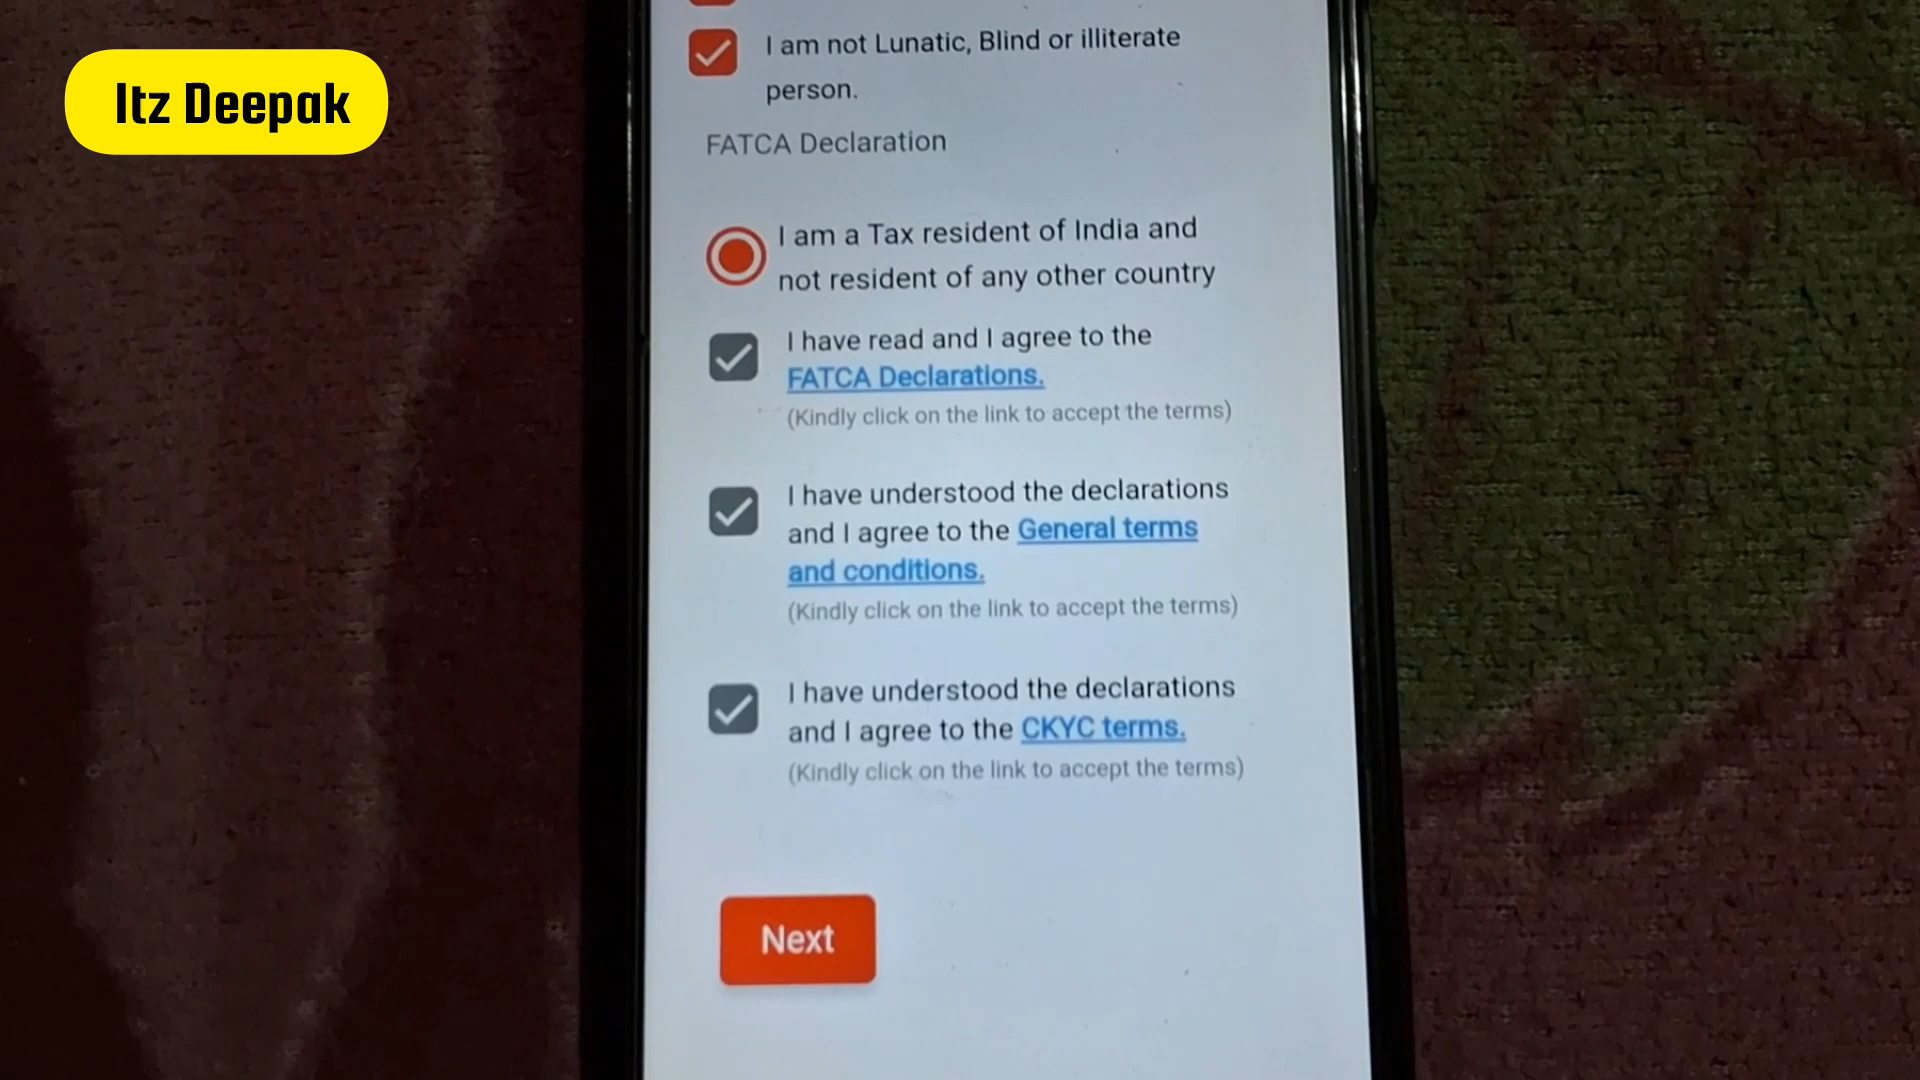 Itz Deepak
I am not Lunatic, Blind or illiterate
person.
FATCA Declaration
I am a Tax resident of India and
not resident of any other country
I have read and I agree to the
FATCA Declarations.
(Kindly click on the link to accept the terms)
I have understood the declarations
and I agree to the General terms
and conditions.
(Kindly click on the link to accept the terms)
I have understood the declarations
and I agree to the CKYC terms.
(Kindly click on the link to accept the terms)
Next